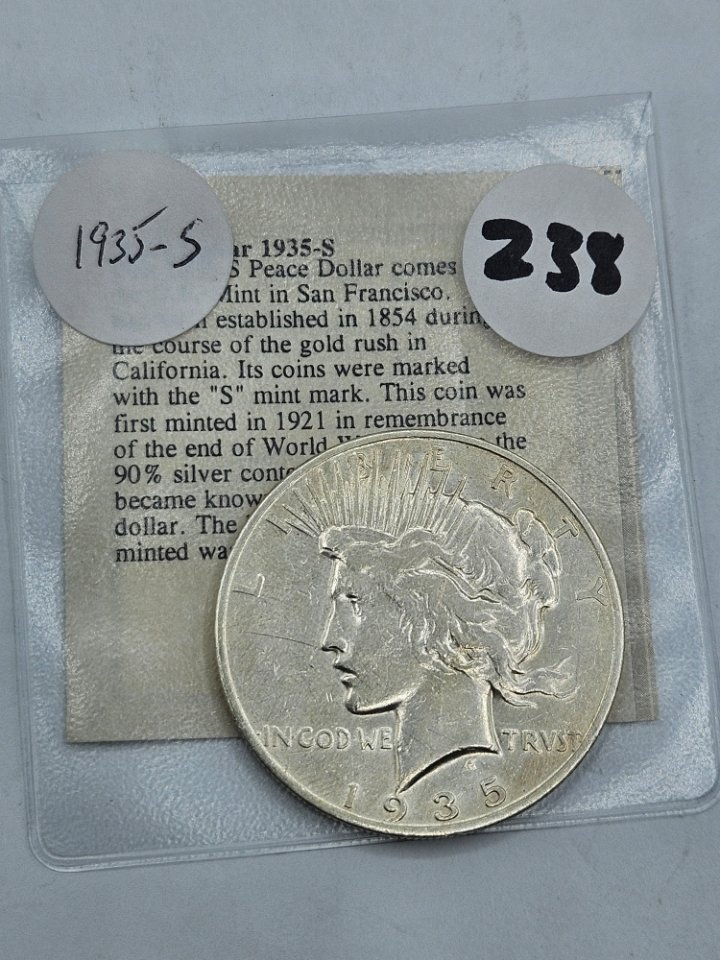 1935-S
238
ar 1935-S
S Peace Dollar comes
Mint in San Francisco.
established in 1854 during
the course of the gold rush in
California. Its coins were marked
with the "S" mint mark. This coin was
first minted in 1921 in remembrance
of the end of World the
90% silver conte
became know
dollar. The
minted wa
LIBERTY
IN GOD WE TRVST
1935